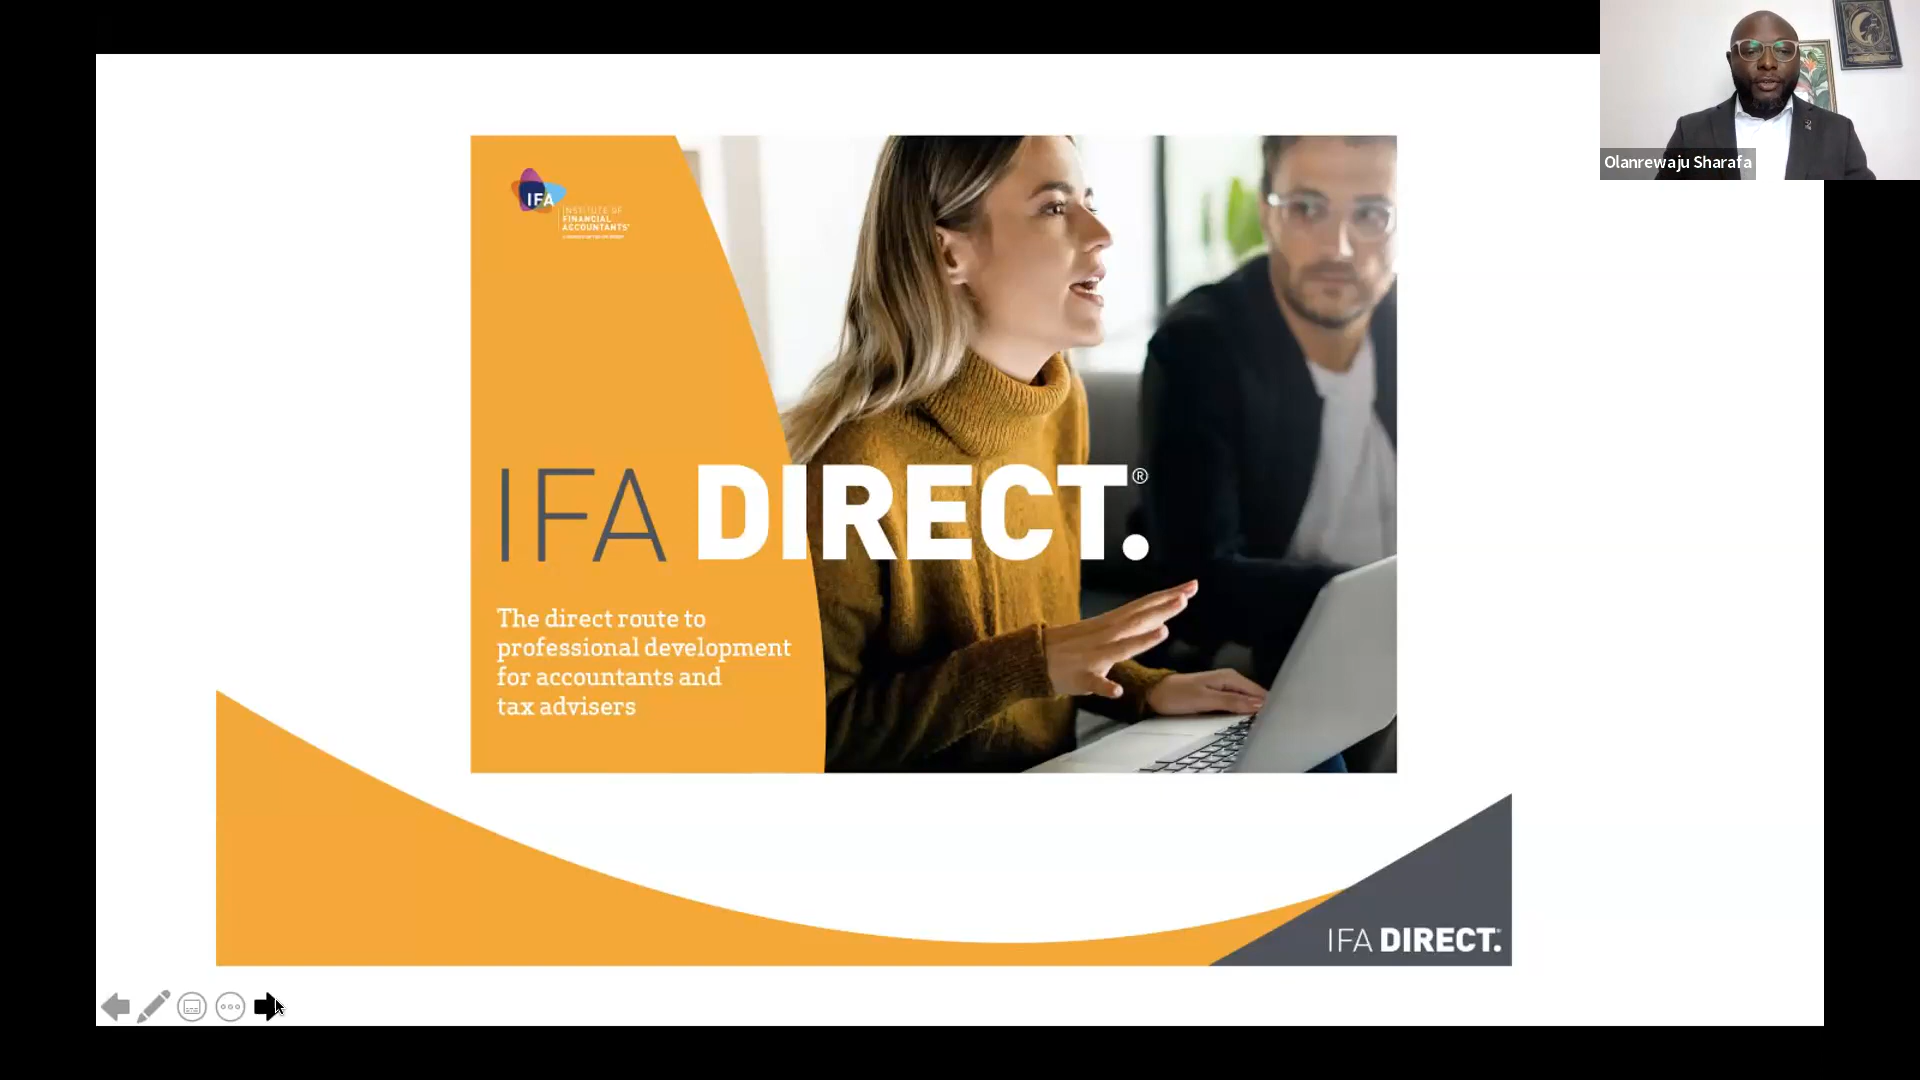 Olanrewaju Sharafa
IFA
INSTITUTE OF
FINANCIAL
ACCOUNTANTS
IFA DIRECT.®
The direct route to
professional development
for accountants and
tax advisers
IFA DIRECT.